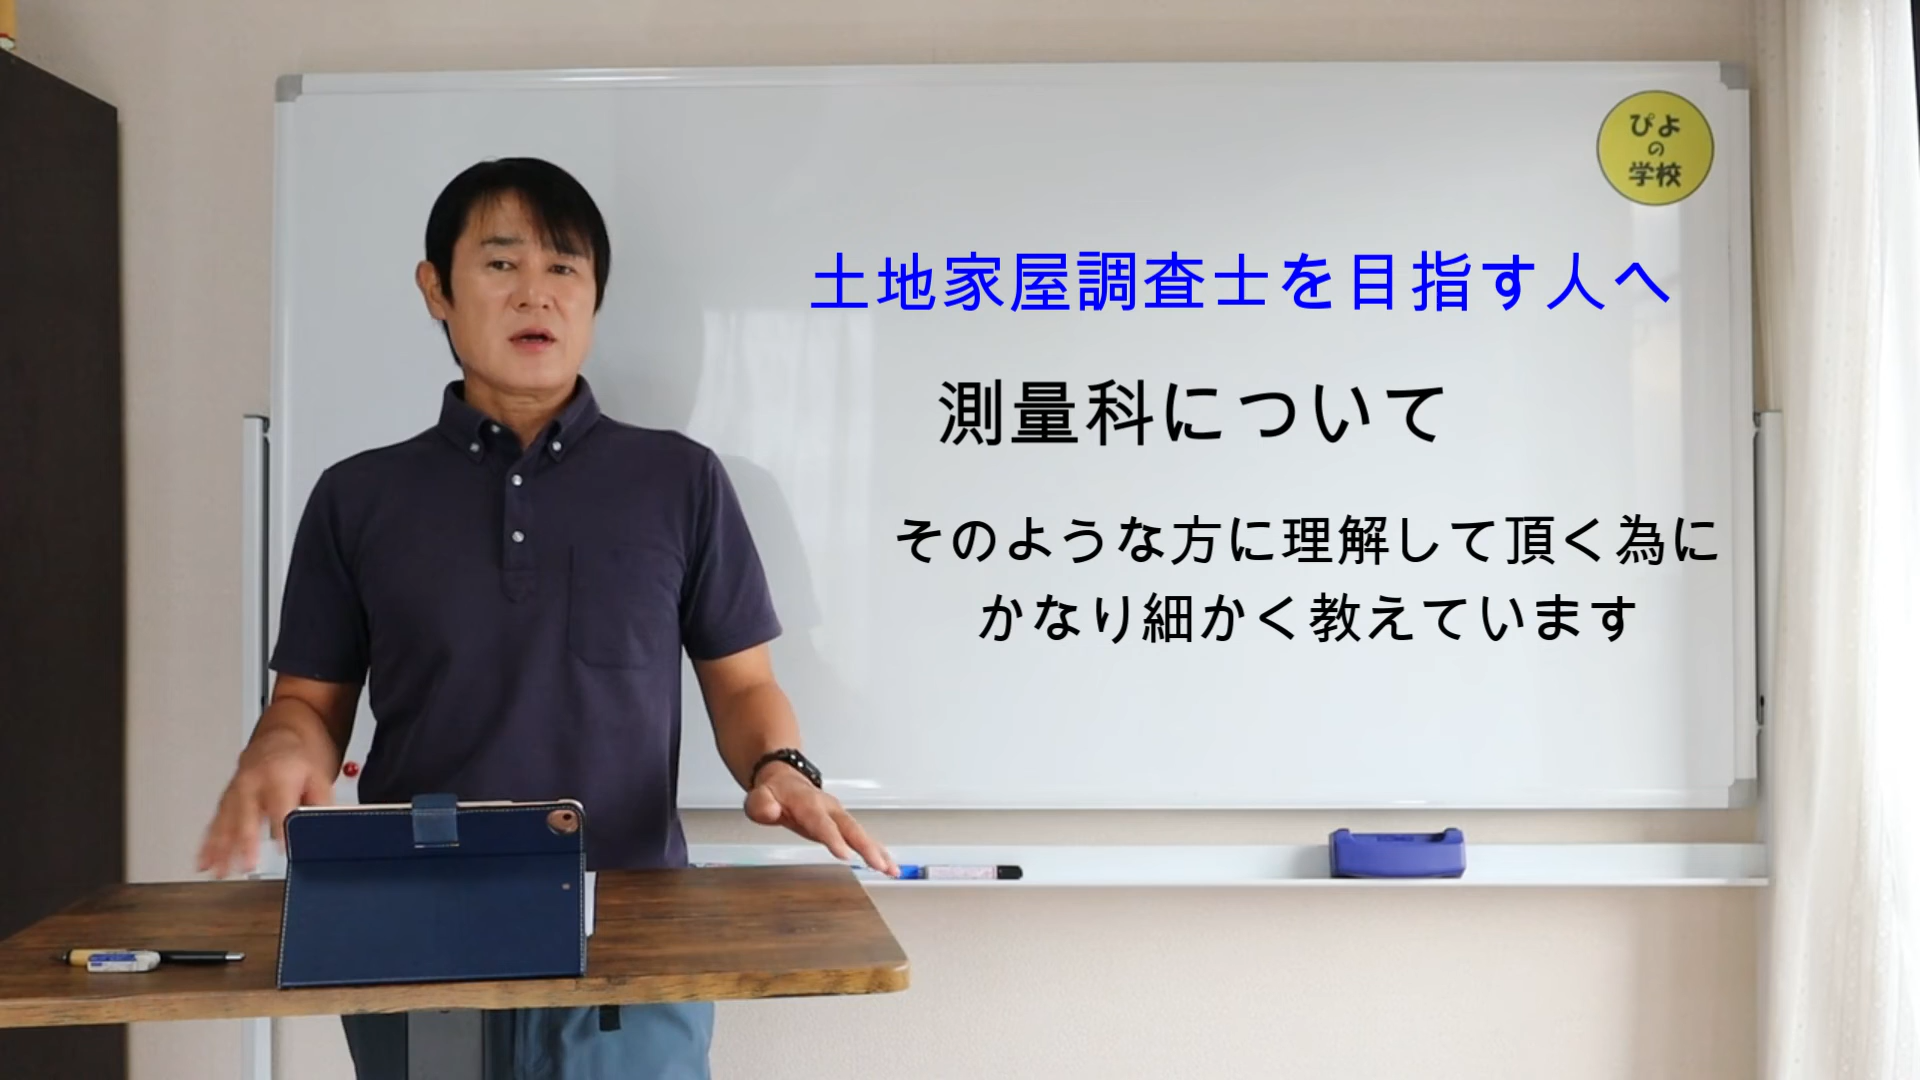 ぴよ
の
学校
土地家屋調査士を目指す人へ
測量科について
そのような方に理解して頂く為に
かなり細かく教えています